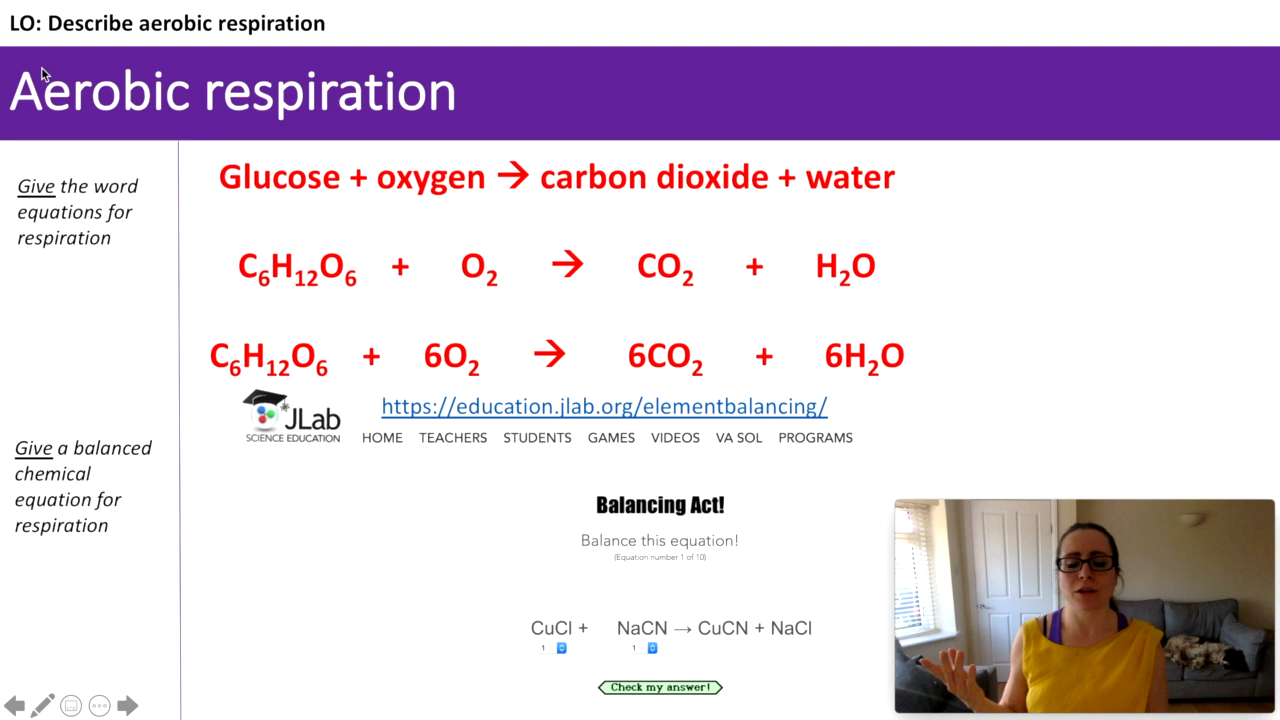 LO: Describe aerobic respiration
Aerobic respiration
Give the word
equations for
respiration
Glucose + oxygen → carbon dioxide + water
C₆H₁₂O₆ + O₂ → CO₂ + H₂O
C₆H₁₂O₆ + 6O₂ → 6CO₂ + 6H₂O
JLab
SCIENCE EDUCATION
https://education.jlab.org/elementbalancing/
HOME TEACHERS STUDENTS GAMES VIDEOS VA SOL PROGRAMS
Give a balanced
chemical
equation for
respiration
Balancing Act!
Balance this equation!
(Equation number 1 of 10)
CuCl + NaCN → CuCN + NaCl
1 1
Check my answer!